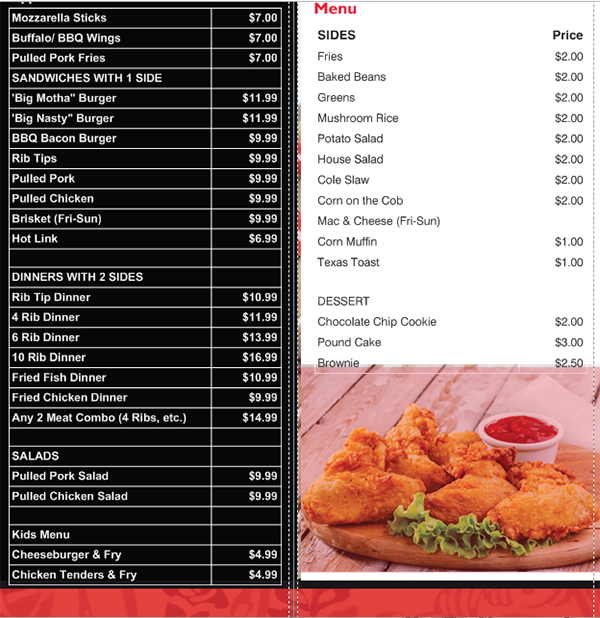 Mozzarella Sticks $7.00
Buffalo/ BBQ Wings $7.00
Pulled Pork Fries $7.00
SANDWICHES WITH 1 SIDE
'Big Motha" Burger $11.99
'Big Nasty" Burger $11.99
BBQ Bacon Burger $9.99
Rib Tips $9.99
Pulled Pork $9.99
Pulled Chicken $9.99
Brisket (Fri-Sun) $9.99
Hot Link $6.99
DINNERS WITH 2 SIDES
Rib Tip Dinner $10.99
4 Rib Dinner $11.99
6 Rib Dinner $13.99
10 Rib Dinner $16.99
Fried Fish Dinner $10.99
Fried Chicken Dinner $9.99
Any 2 Meat Combo (4 Ribs, etc.) $14.99
SALADS
Pulled Pork Salad $9.99
Pulled Chicken Salad $9.99
Kids Menu
Cheeseburger & Fry $4.99
Chicken Tenders & Fry $4.99
Menu
SIDES Price
Fries $2.00
Baked Beans $2.00
Greens $2.00
Mushroom Rice $2.00
Potato Salad $2.00
House Salad $2.00
Cole Slaw $2.00
Corn on the Cob $2.00
Mac & Cheese (Fri-Sun)
Corn Muffin $1.00
Texas Toast $1.00
DESSERT
Chocolate Chip Cookie $2.00
Pound Cake $3.00
Brownie $2.50